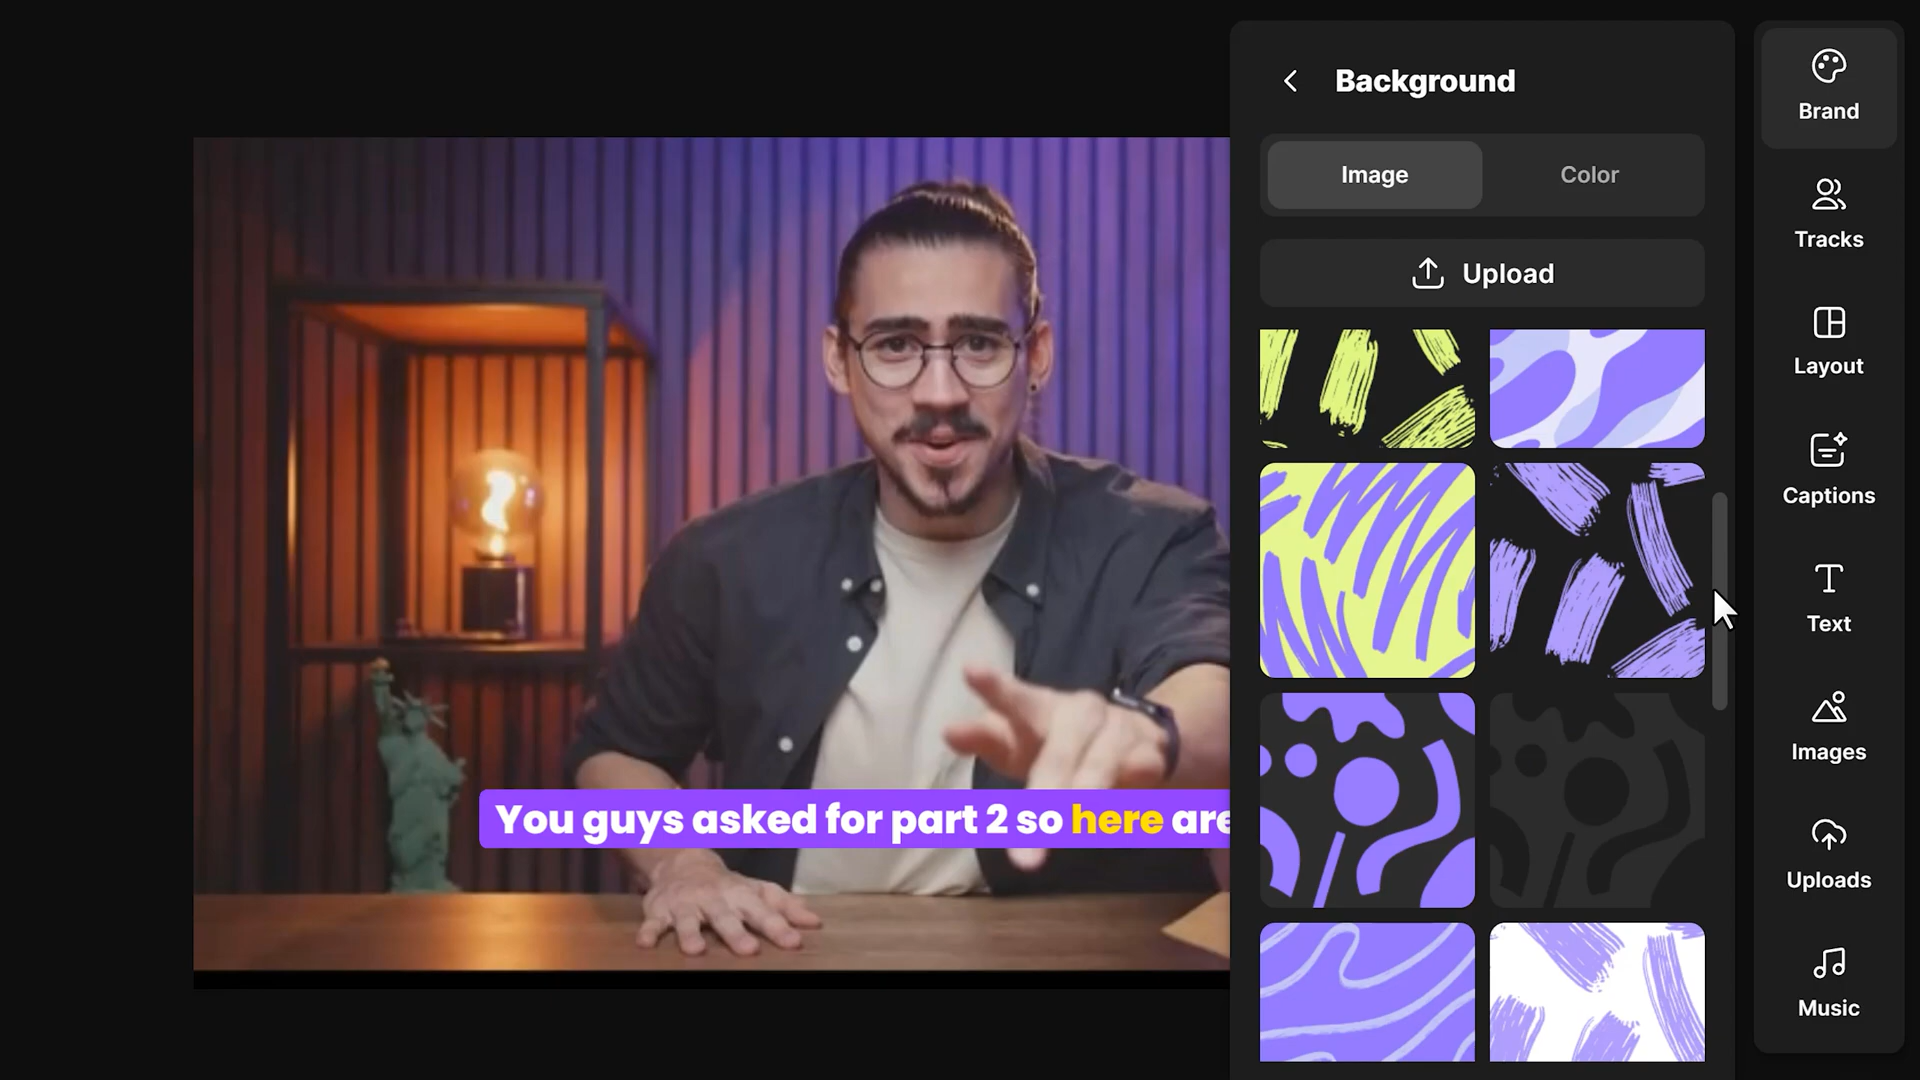 Background
Image
Color
Upload
You guys asked for part 2 so here are
Brand
Tracks
Layout
Captions
Text
Images
Uploads
Music